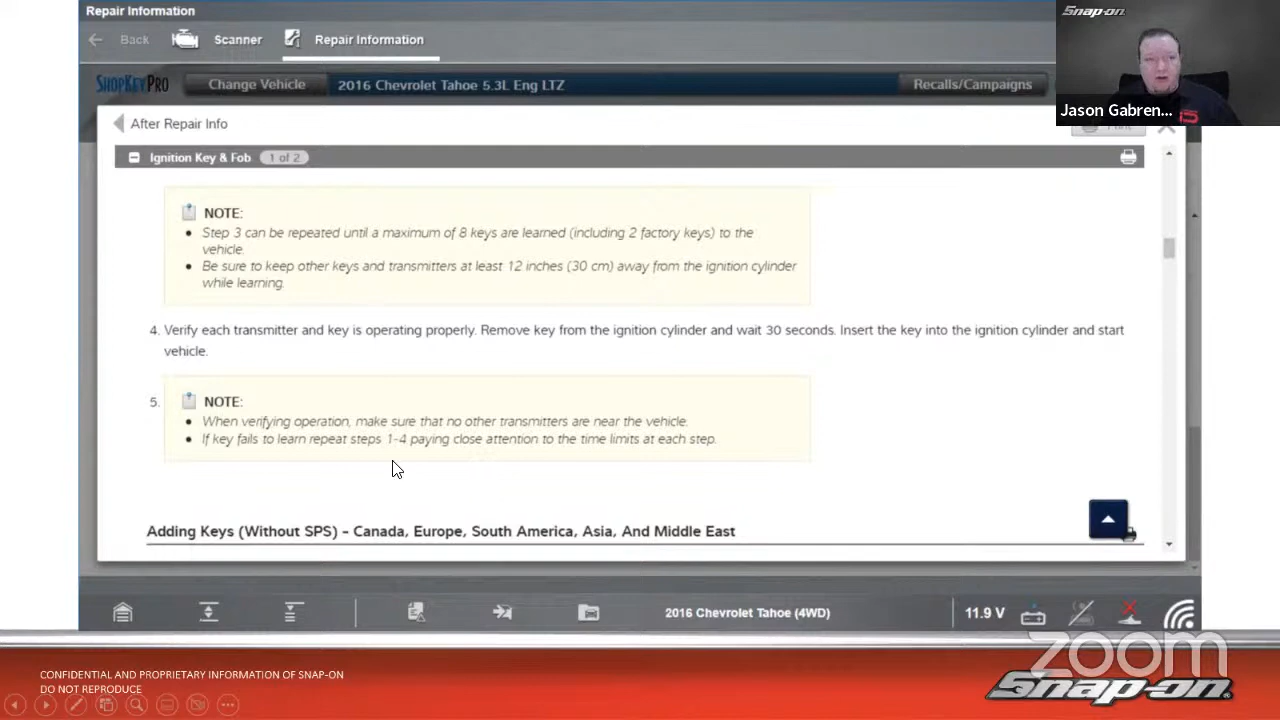 Repair Information
Snap-on
Back
Scanner
Repair Information
SHOPKEYPRO
Change Vehicle
2016 Chevrolet Tahoe 5.3L Eng LTZ
Recalls/Campaigns
Jason Gabren...
After Repair Info
Print
Ignition Key & Fob
1 of 2
NOTE:
• Step 3 can be repeated until a maximum of 8 keys are learned (including 2 factory keys) to the
vehicle.
• Be sure to keep other keys and transmitters at least 12 inches (30 cm) away from the ignition cylinder
while learning.
4. Verify each transmitter and key is operating properly. Remove key from the ignition cylinder and wait 30 seconds. Insert the key into the ignition cylinder and start
vehicle.
5.
NOTE:
• When verifying operation, make sure that no other transmitters are near the vehicle.
• If key fails to learn repeat steps 1-4 paying close attention to the time limits at each step.
Adding Keys (Without SPS) - Canada, Europe, South America, Asia, And Middle East
2016 Chevrolet Tahoe (4WD)
11.9 V
zoom
CONFIDENTIAL AND PROPRIETARY INFORMATION OF SNAP-ON
DO NOT REPRODUCE
Snap-on